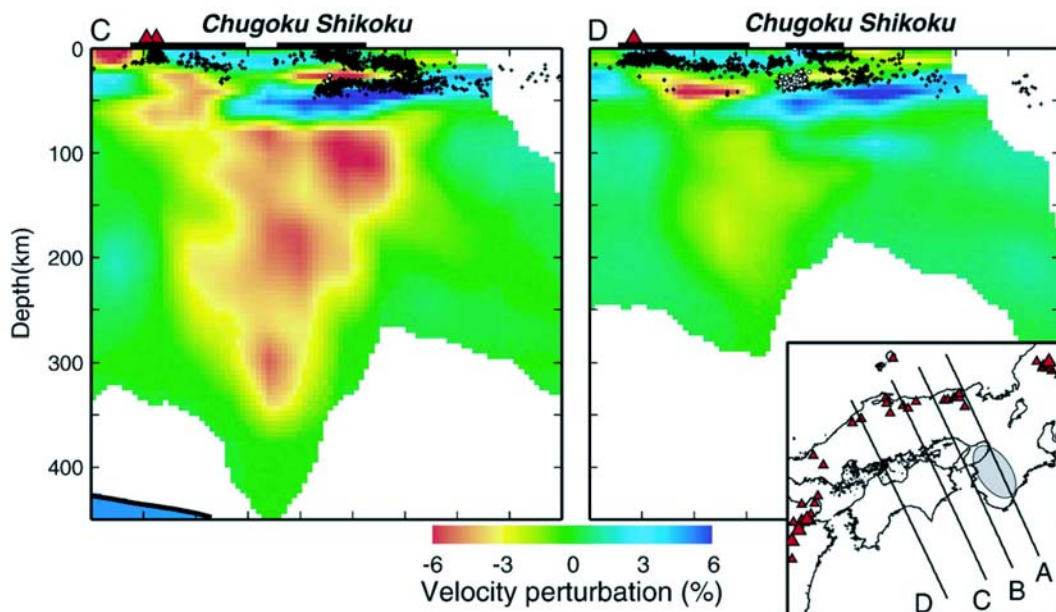 C
Chugoku Shikoku
D
Chugoku Shikoku
0
100
200
300
400
Depth(km)
-6 -3 0 3 6
Velocity perturbation (%)
A
B
C
D